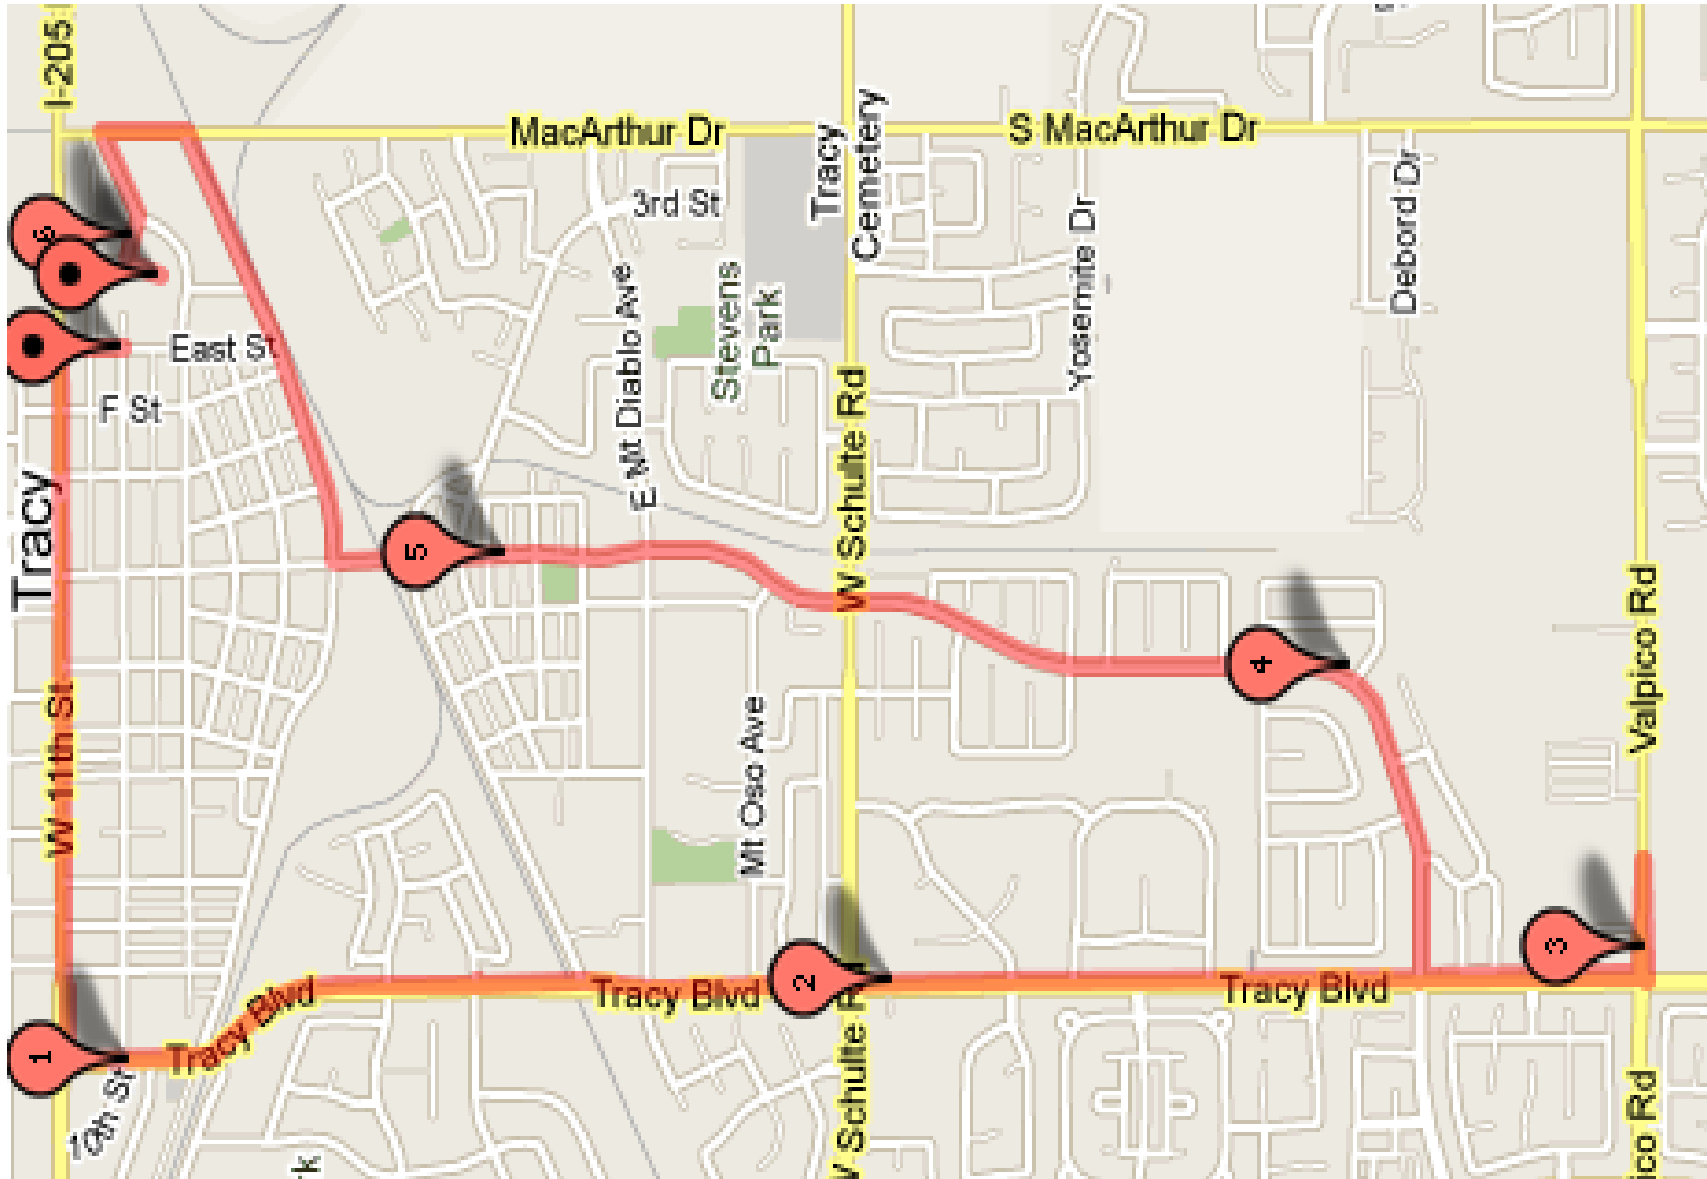 I-205
MacArthur Dr
S MacArthur Dr
Tracy
Cemetery
3rd St
Debord Dr
Yosemite Dr
6
Stevens
Park
E Mt Diablo Ave
East St
F St
W Schulte Rd
Tracy
5
4
Valpico Rd
W 11th St
Mt Oso Ave
3
2
Tracy Blvd
Tracy Blvd
Tracy Blvd
1
10th St
W Schulte Rd
ico Rd
k